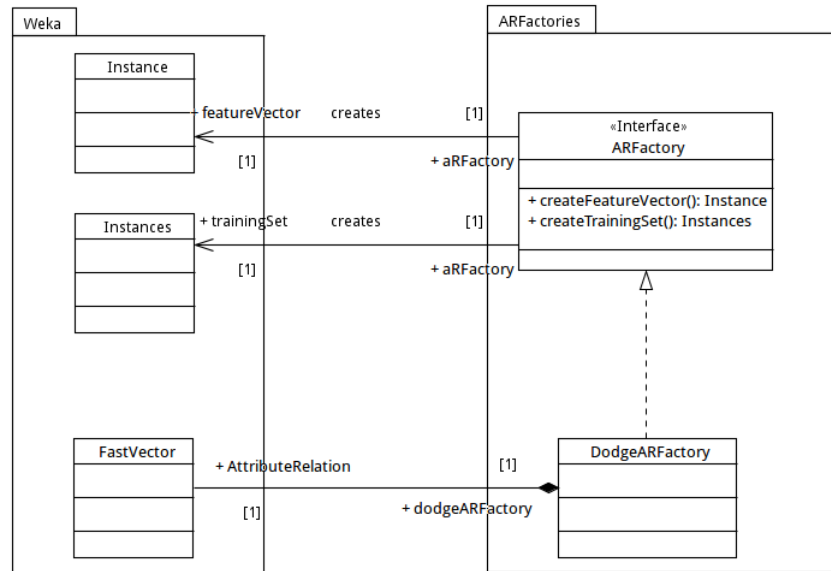 Weka
ARFactories
Instance
+ featureVector
creates
[1]
[1]
+ aRFactory
«Interface»
ARFactory
+ createFeatureVector(): Instance
+ createTrainingSet(): Instances
Instances
+ trainingSet
creates
[1]
[1]
+ aRFactory
FastVector
+ AttributeRelation
[1]
[1]
+ dodgeARFactory
DodgeARFactory